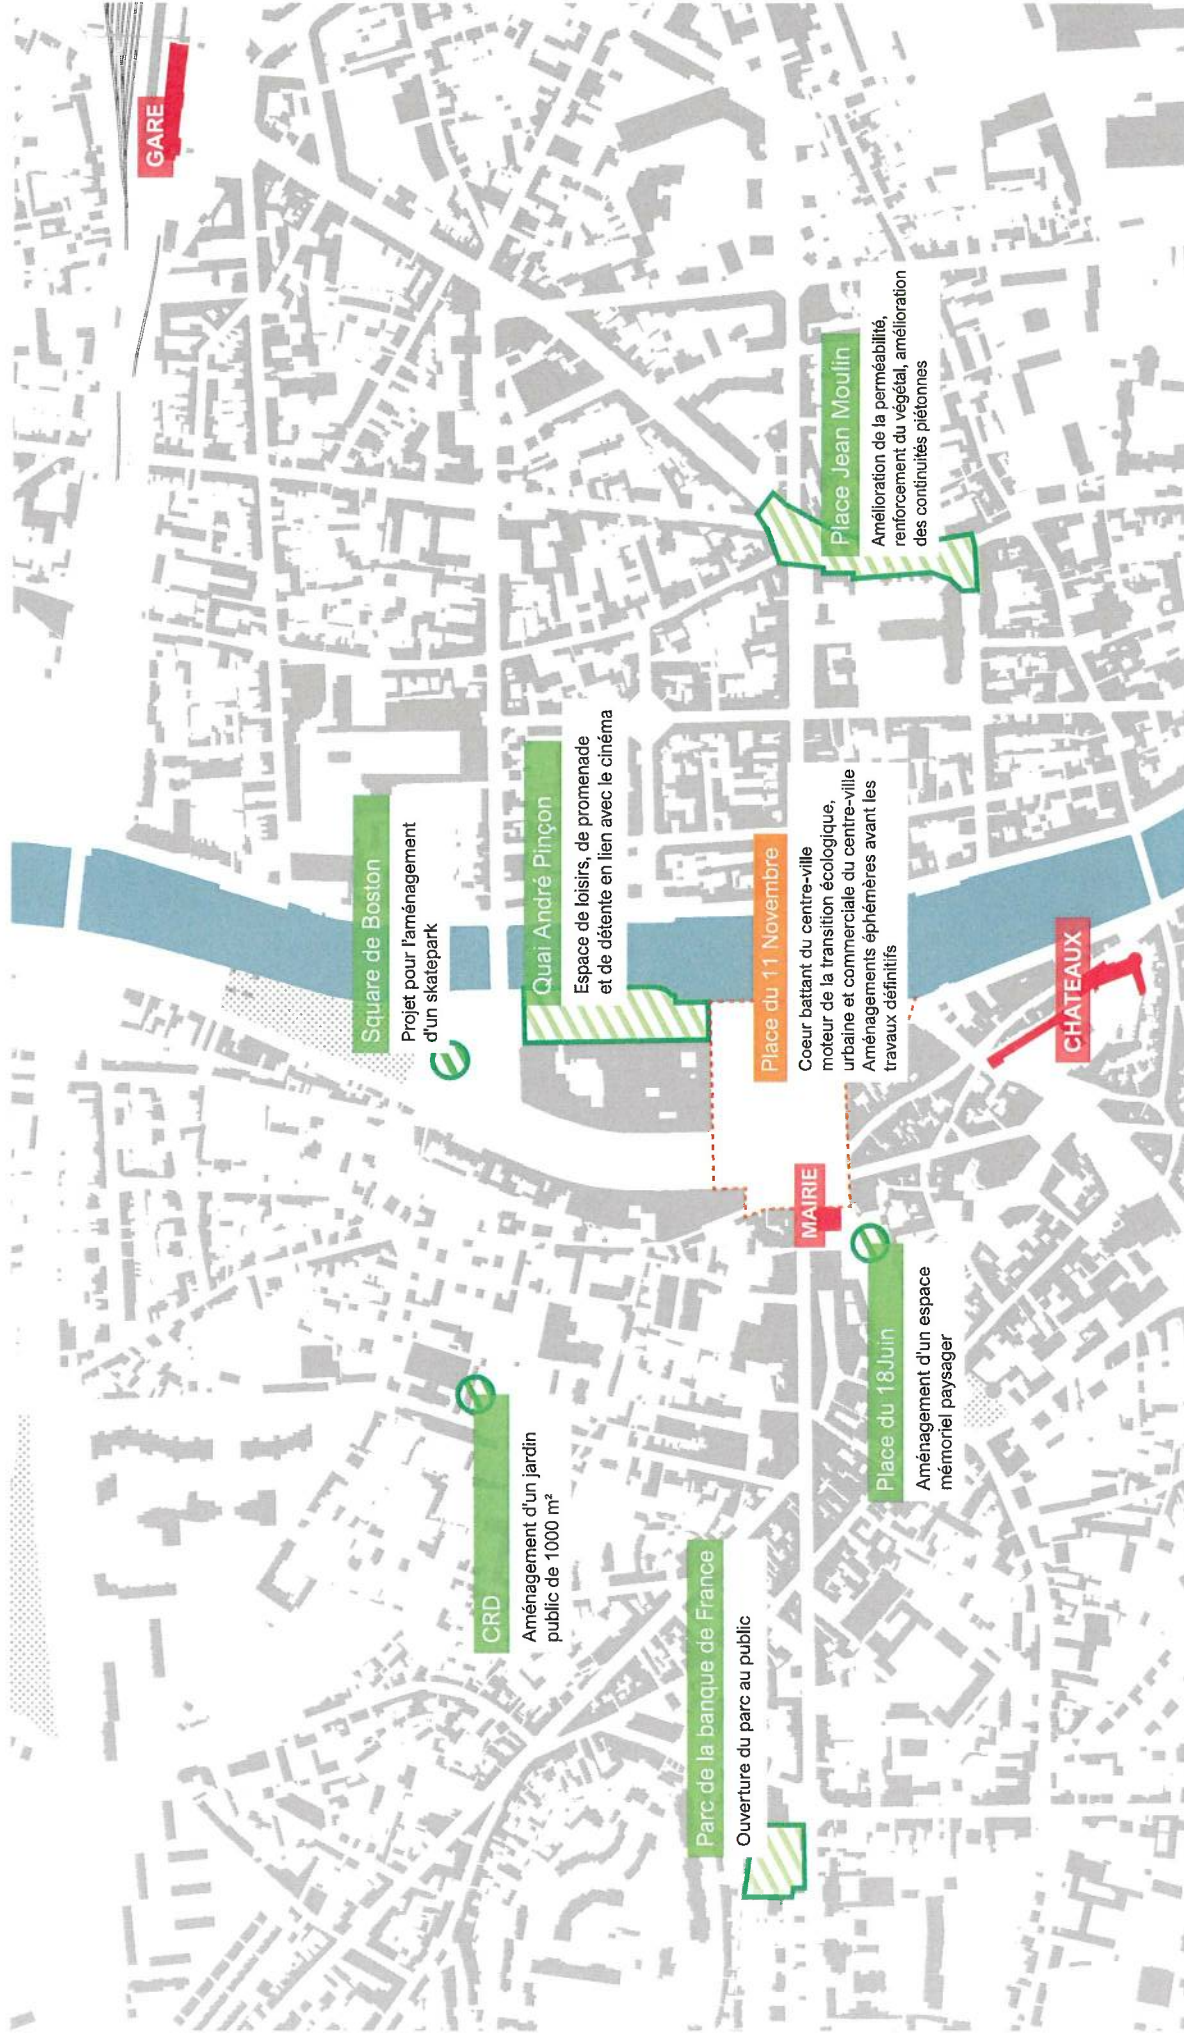 GARE
Square de Boston
Projet pour l'aménagement
d'un skatepark
CRD
Aménagement d'un jardin
public de 1000 m²
Quai André Pinçon
Espace de loisirs, de promenade
et de détente en lien avec le cinéma
Parc de la banque de France
Ouverture du parc au public
Place du 11 Novembre
Coeur battant du centre-ville
moteur de la transition écologique,
urbaine et commerciale du centre-ville
Aménagements éphémères avant les
travaux définitifs
MAIRIE
Place Jean Moulin
Amélioration de la perméabilité,
renforcement du végétal, amélioration
des continuités piétonnes
Place du 18Juin
Aménagement d'un espace
mémoriel paysager
CHATEAUX